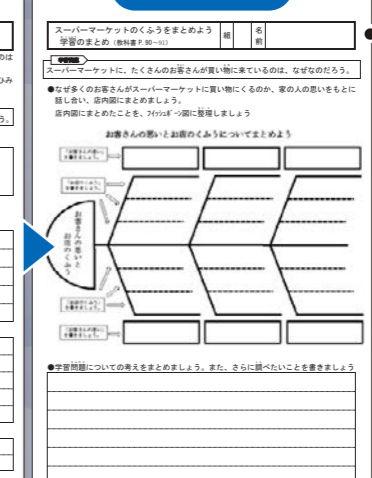 スーパーマーケットのくふうをまとめよう
学習のまとめ（教科書 P. 90～91）
組
名前
学習問題
スーパーマーケットに、たくさんのお客さんが買い物に来ているのは、なぜなのだろう。
●なぜ多くのお客さんがスーパーマーケットに買い物にくるのか、家の人の思いをもとに
話し合い、店内図にまとめましょう。
店内図にまとめたことを、フィッシュボーン図に整理しましょう
お客さんの思いとお店のくふうについてまとめよう
お客さんの思いと
お店のくふう
●学習問題についての考えをまとめましょう。また、さらに調べたいことを書きましょう